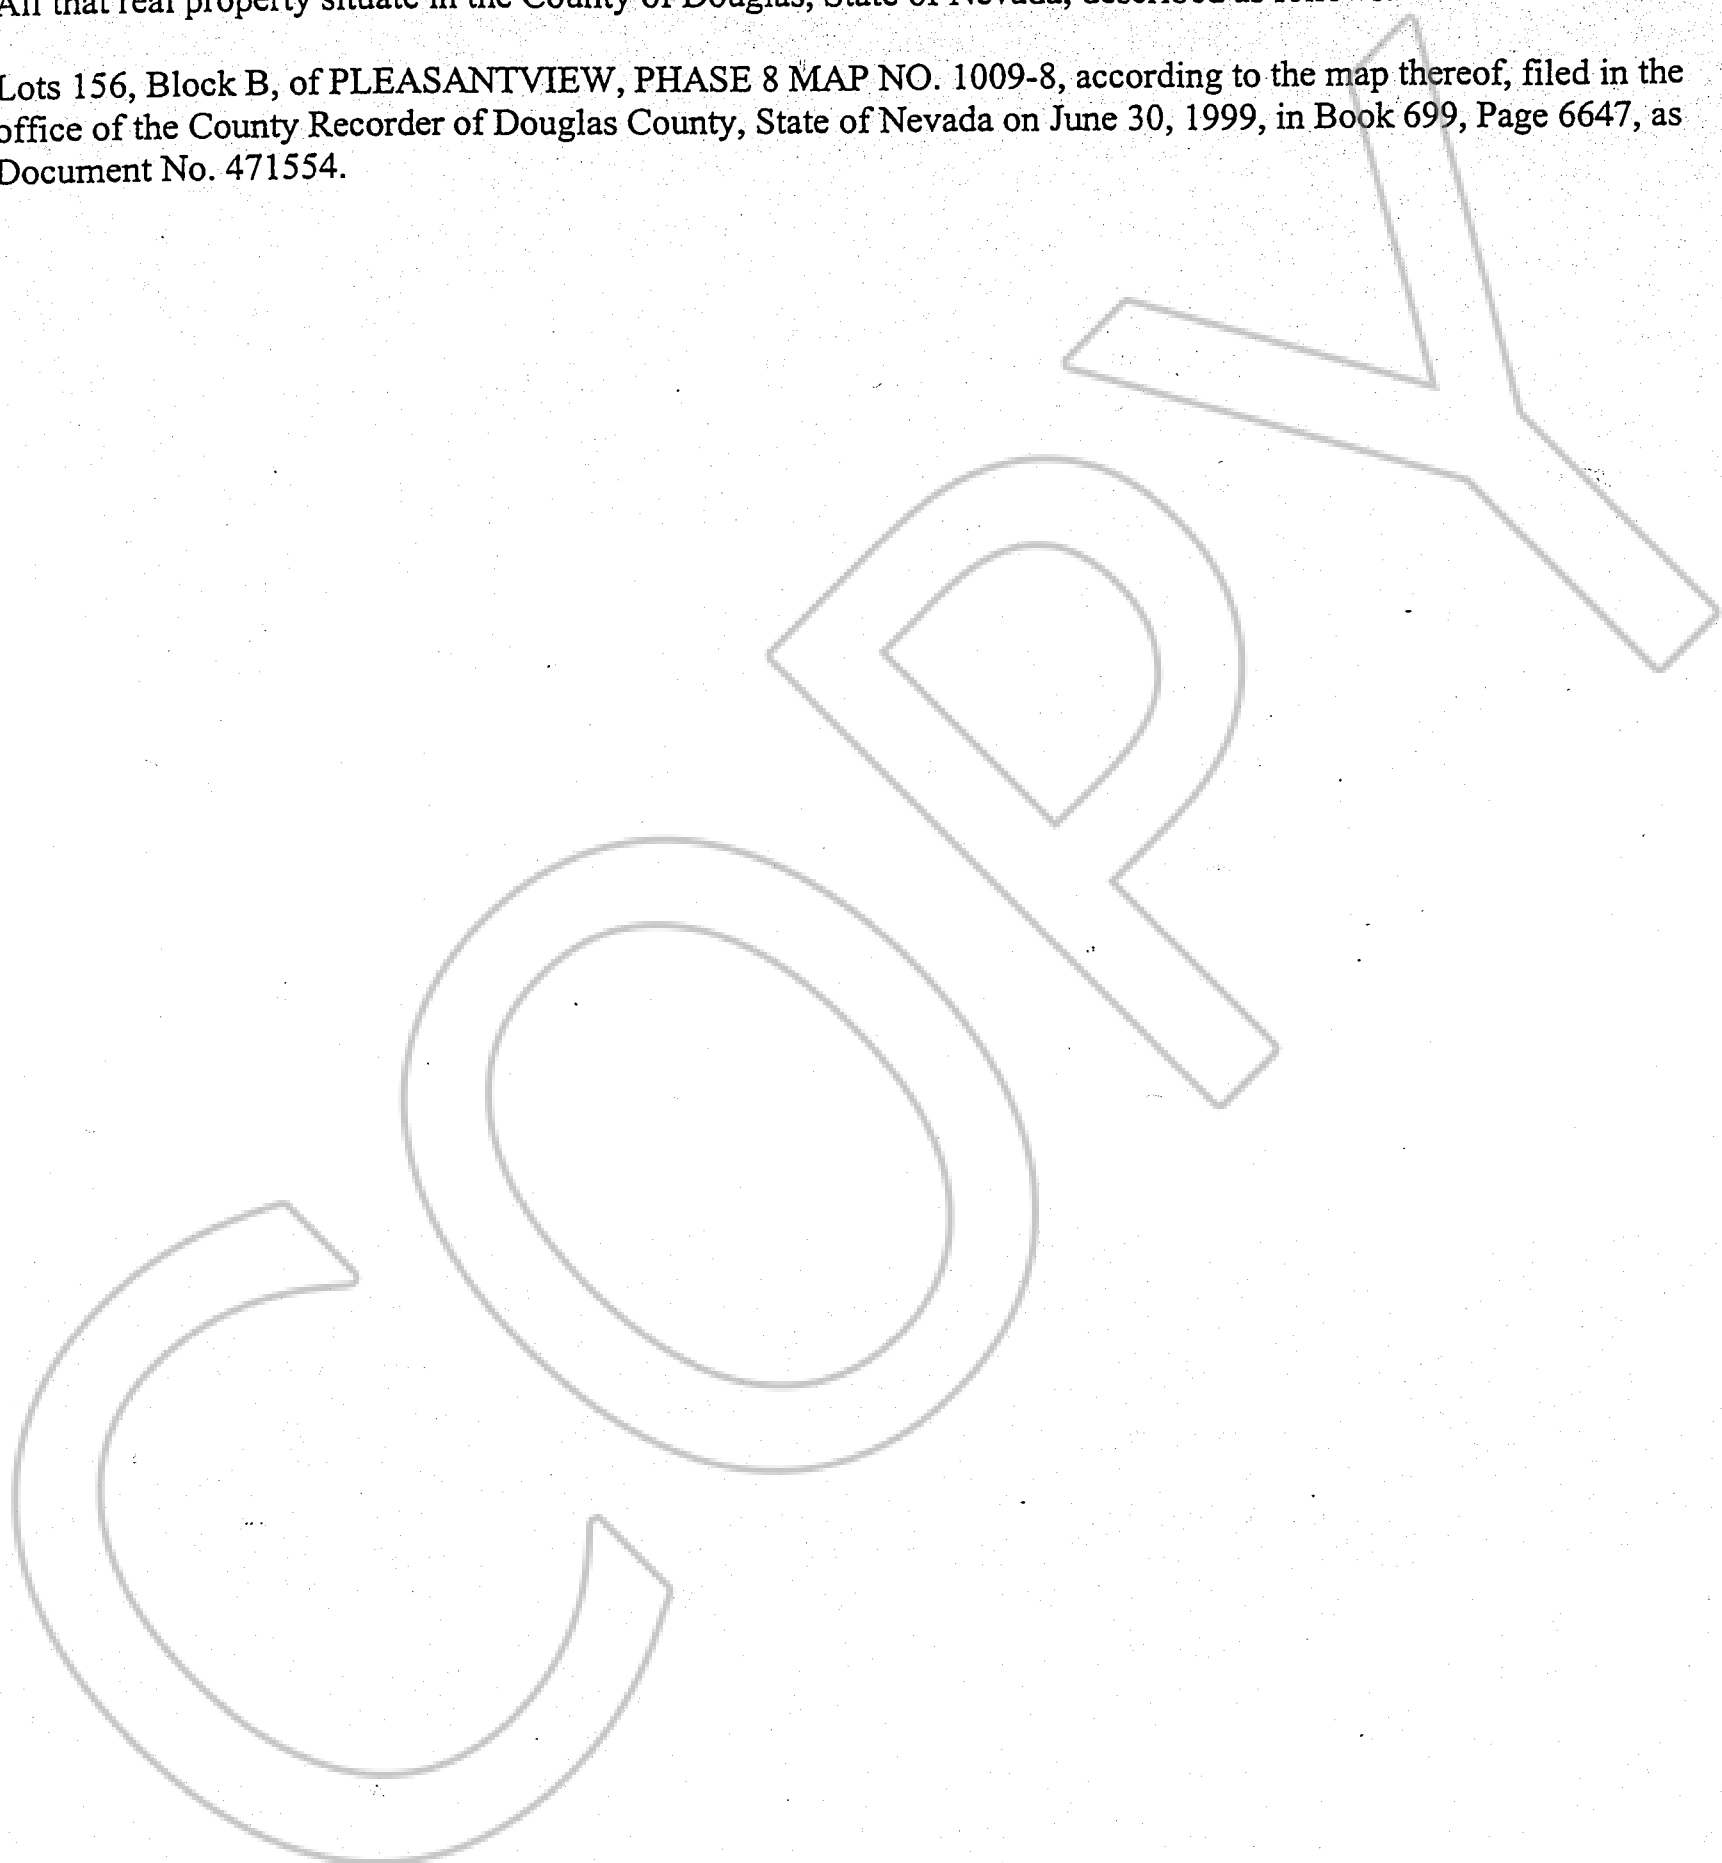 All that real property situate in the County of Douglas, State of Nevada, described as follows:
Lots 156, Block B, of PLEASANTVIEW, PHASE 8 MAP NO. 1009-8, according to the map thereof, filed in the
office of the County Recorder of Douglas County, State of Nevada on June 30, 1999, in Book 699, Page 6647, as
Document No. 471554.
COPY